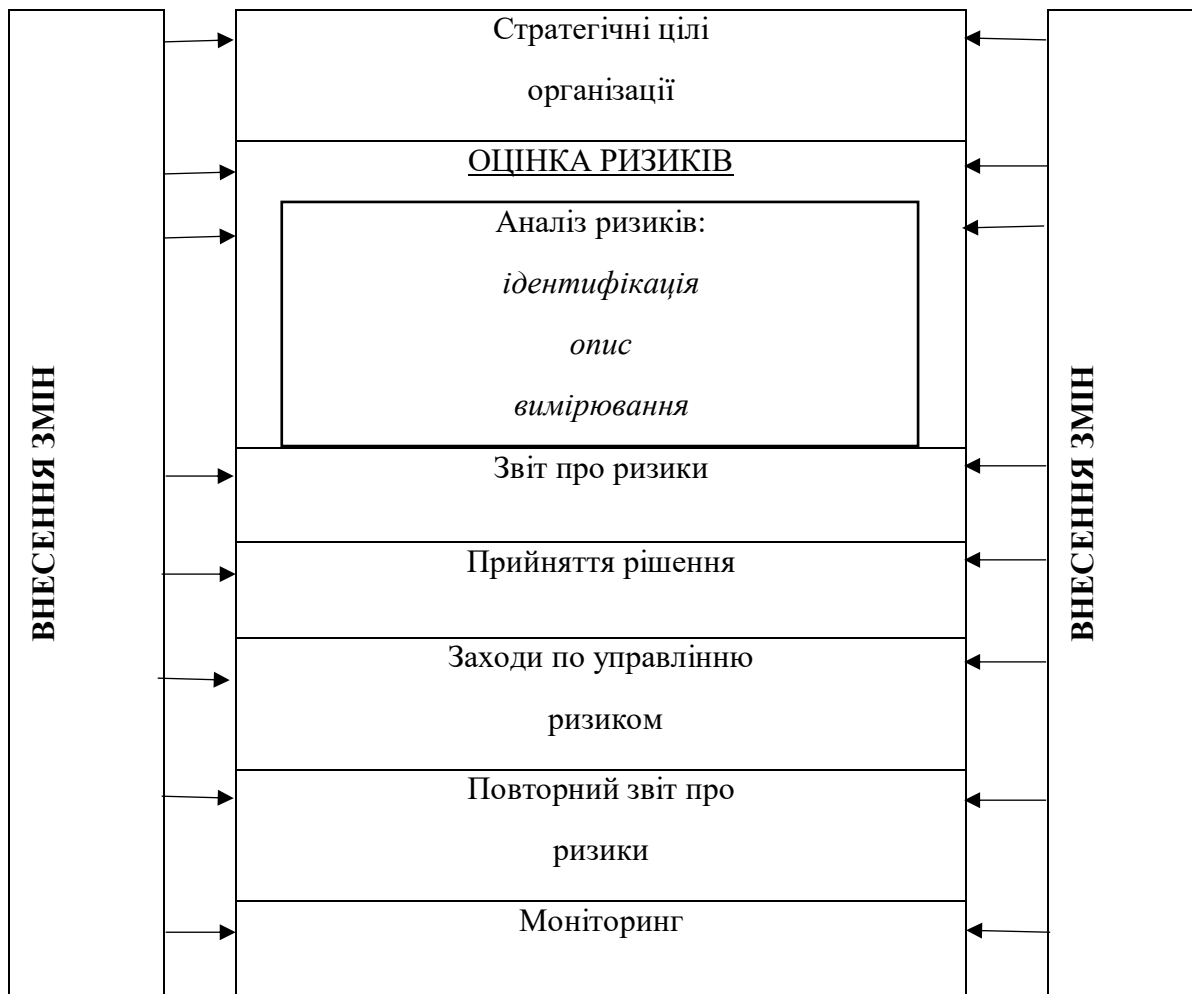 ВНЕСЕННЯ ЗМІН
Стратегічні цілі
організації
ОЦІНКА РИЗИКІВ
Аналіз ризиків:
ідентифікація
опис
вимірювання
Звіт про ризики
Прийняття рішення
Заходи по управлінню
ризиком
Повторний звіт про
ризики
Моніторинг
ВНЕСЕННЯ ЗМІН